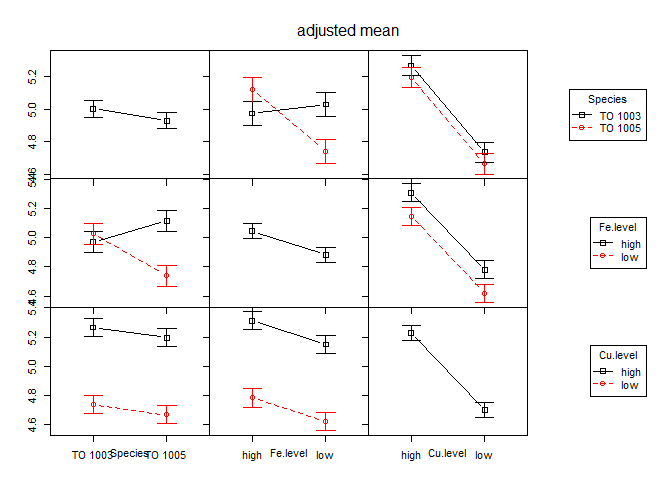 adjusted mean
5.2
5.0
4.8
4.6
Species
TO 1003
TO 1005
5.4
5.2
5.0
4.8
4.6
Fe.level
high
low
5.4
5.2
5.0
4.8
4.6
Cu.level
high
low
TO 1003 Species TO 1005 high Fe.level low high Cu.level low